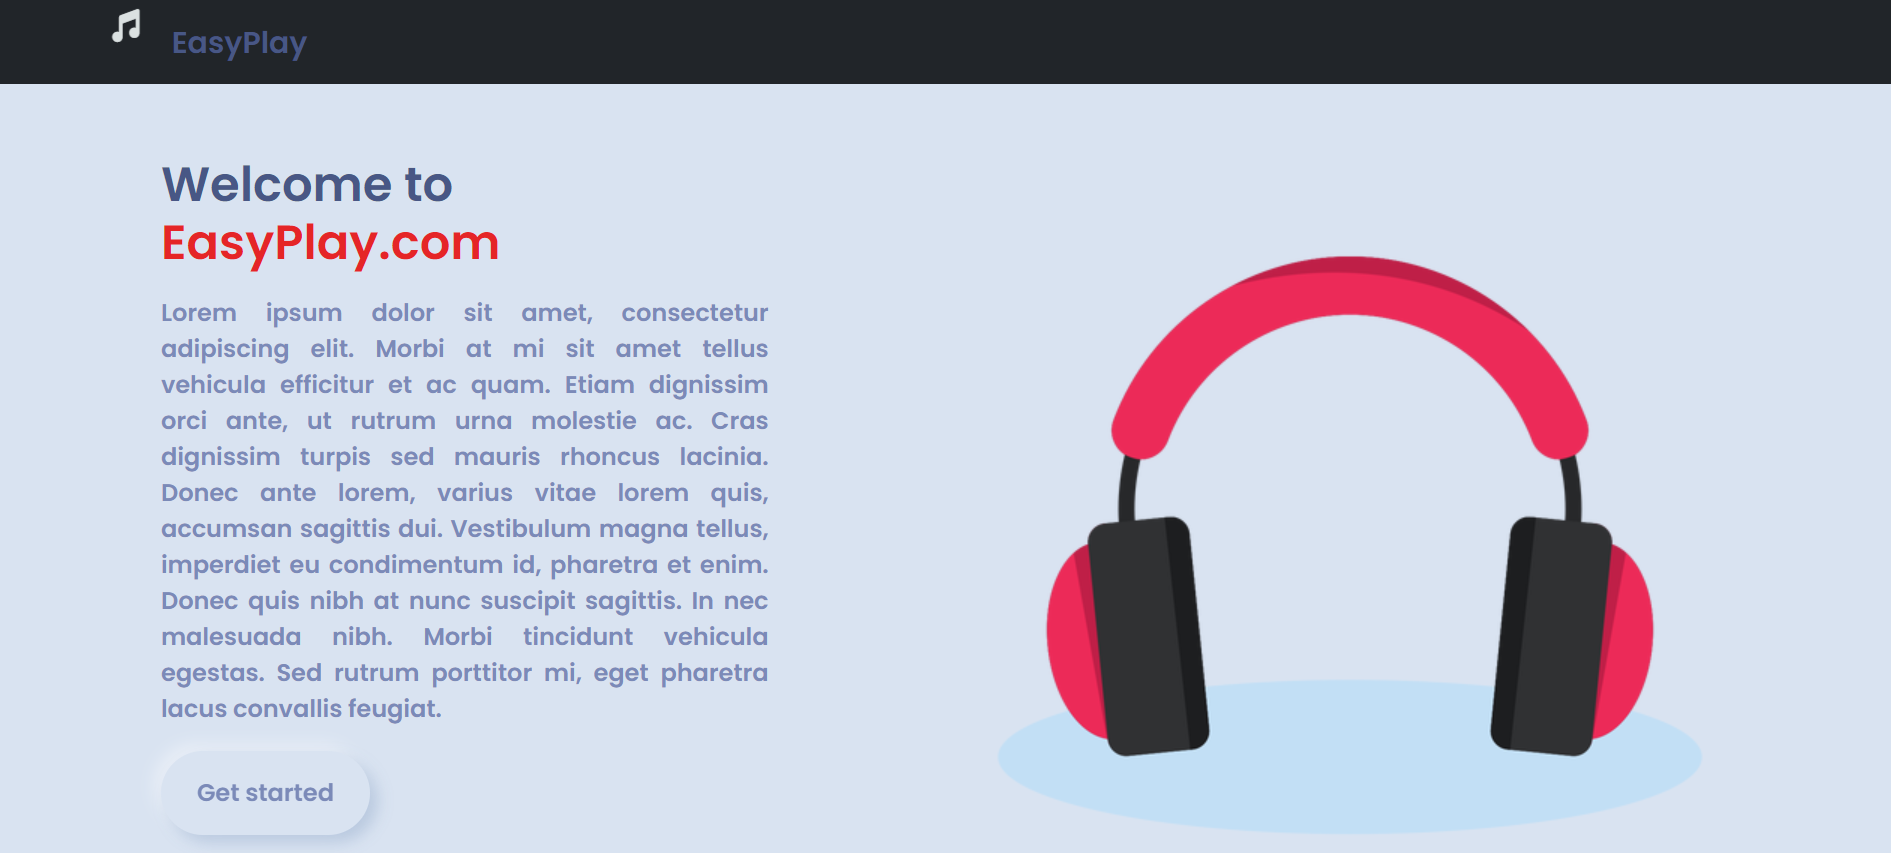 EasyPlay
Welcome to
EasyPlay.com
Lorem ipsum dolor sit amet, consectetur
adipiscing elit. Morbi at mi sit amet tellus
vehicula efficitur et ac quam. Etiam dignissim
orci ante, ut rutrum urna molestie ac. Cras
dignissim turpis sed mauris rhoncus lacinia.
Donec ante lorem, varius vitae lorem quis,
accumsan sagittis dui. Vestibulum magna tellus,
imperdiet eu condimentum id, pharetra et enim.
Donec quis nibh at nunc suscipit sagittis. In nec
malesuada nibh. Morbi tincidunt vehicula
egestas. Sed rutrum porttitor mi, eget pharetra
lacus convallis feugiat.
Get started